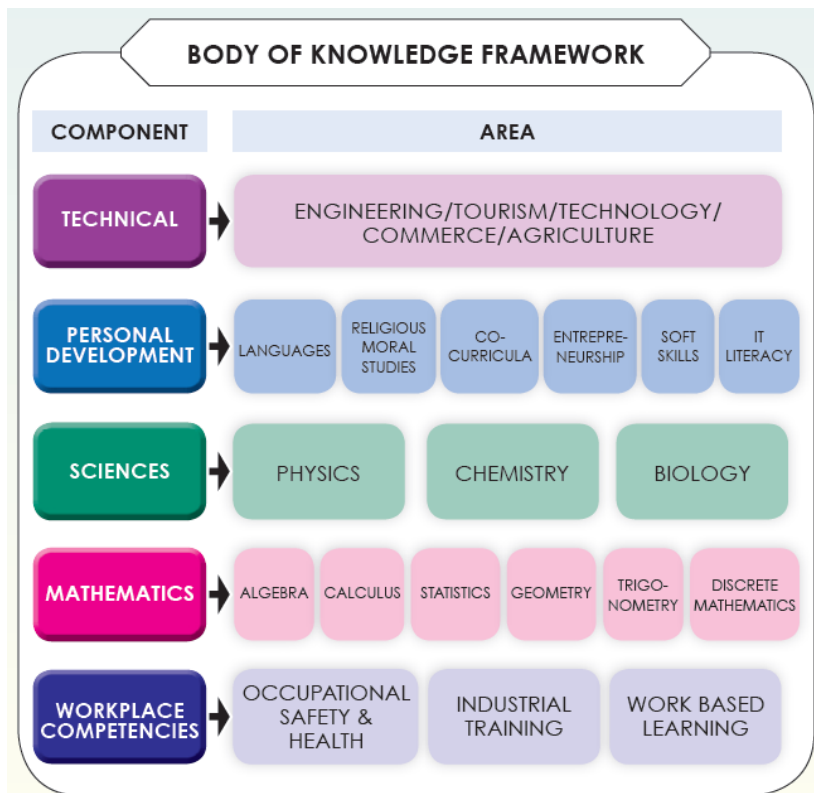 BODY OF KNOWLEDGE FRAMEWORK
COMPONENT
AREA
TECHNICAL
ENGINEERING/TOURISM/TECHNOLOGY/
COMMERCE/AGRICULTURE
PERSONAL
DEVELOPMENT
LANGUAGES
RELIGIOUS
MORAL
STUDIES
CO-
CURRICULA
ENTREPRE-
NEURSHIP
SOFT
SKILLS
IT
LITERACY
SCIENCES
PHYSICS
CHEMISTRY
BIOLOGY
MATHEMATICS
ALGEBRA
CALCULUS
STATISTICS
GEOMETRY
TRIGO-
NOMETRY
DISCRETE
MATHEMATICS
WORKPLACE
COMPETENCIES
OCCUPATIONAL
SAFETY &
HEALTH
INDUSTRIAL
TRAINING
WORK BASED
LEARNING